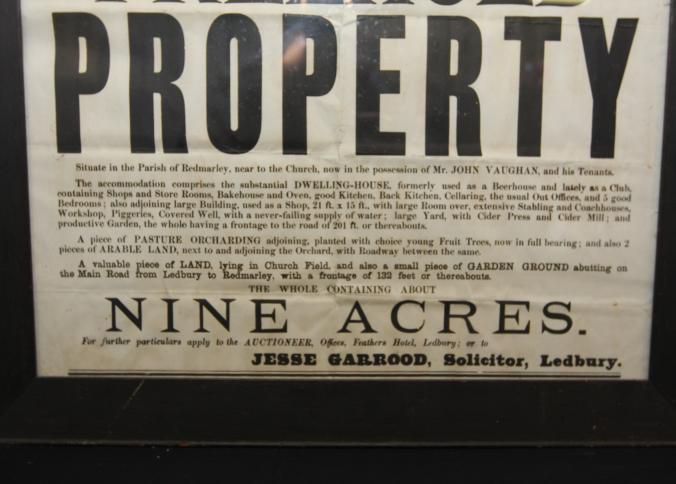 PROPERTY
Situate in the Parish of Redmarley, near to the Church, now in the possession of Mr. JOHN VAUGHAN, and his Tenants.
The accommodation comprises the substantial DWELLING-HOUSE, formerly used as a Beerhouse and lately as a Club,
containing Shops and Store Rooms, Bakehouse and Oven, good Kitchen, Back Kitchen, Cellaring, the usual Out Offices, and 5 good
Bedrooms; also adjoining large Building, used as a Shop, 21 ft. x 15 ft., with large Room over, extensive Stabling and Coachhouses,
Workshop, Piggeries, Covered Well, with a never-failing supply of water; large Yard, with Cider Press and Cider Mill; and
productive Garden, the whole having a frontage to the road of 201 ft. or thereabouts.
A piece of PASTURE ORCHARDING adjoining, planted with choice young Fruit Trees, now in full bearing; and also 2
pieces of ARABLE LAND, next to and adjoining the Orchard, with Roadway between the same.
A valuable piece of LAND, lying in Church Field, and also a small piece of GARDEN GROUND abutting on
the Main Road from Ledbury to Redmarley, with a frontage of 132 feet or thereabouts.
THE WHOLE CONTAINING ABOUT
NINE ACRES.
For further particulars apply to the AUCTIONEER, Offices, Feathers Hotel, Ledbury; or to
JESSE GARROOD, Solicitor, Ledbury.